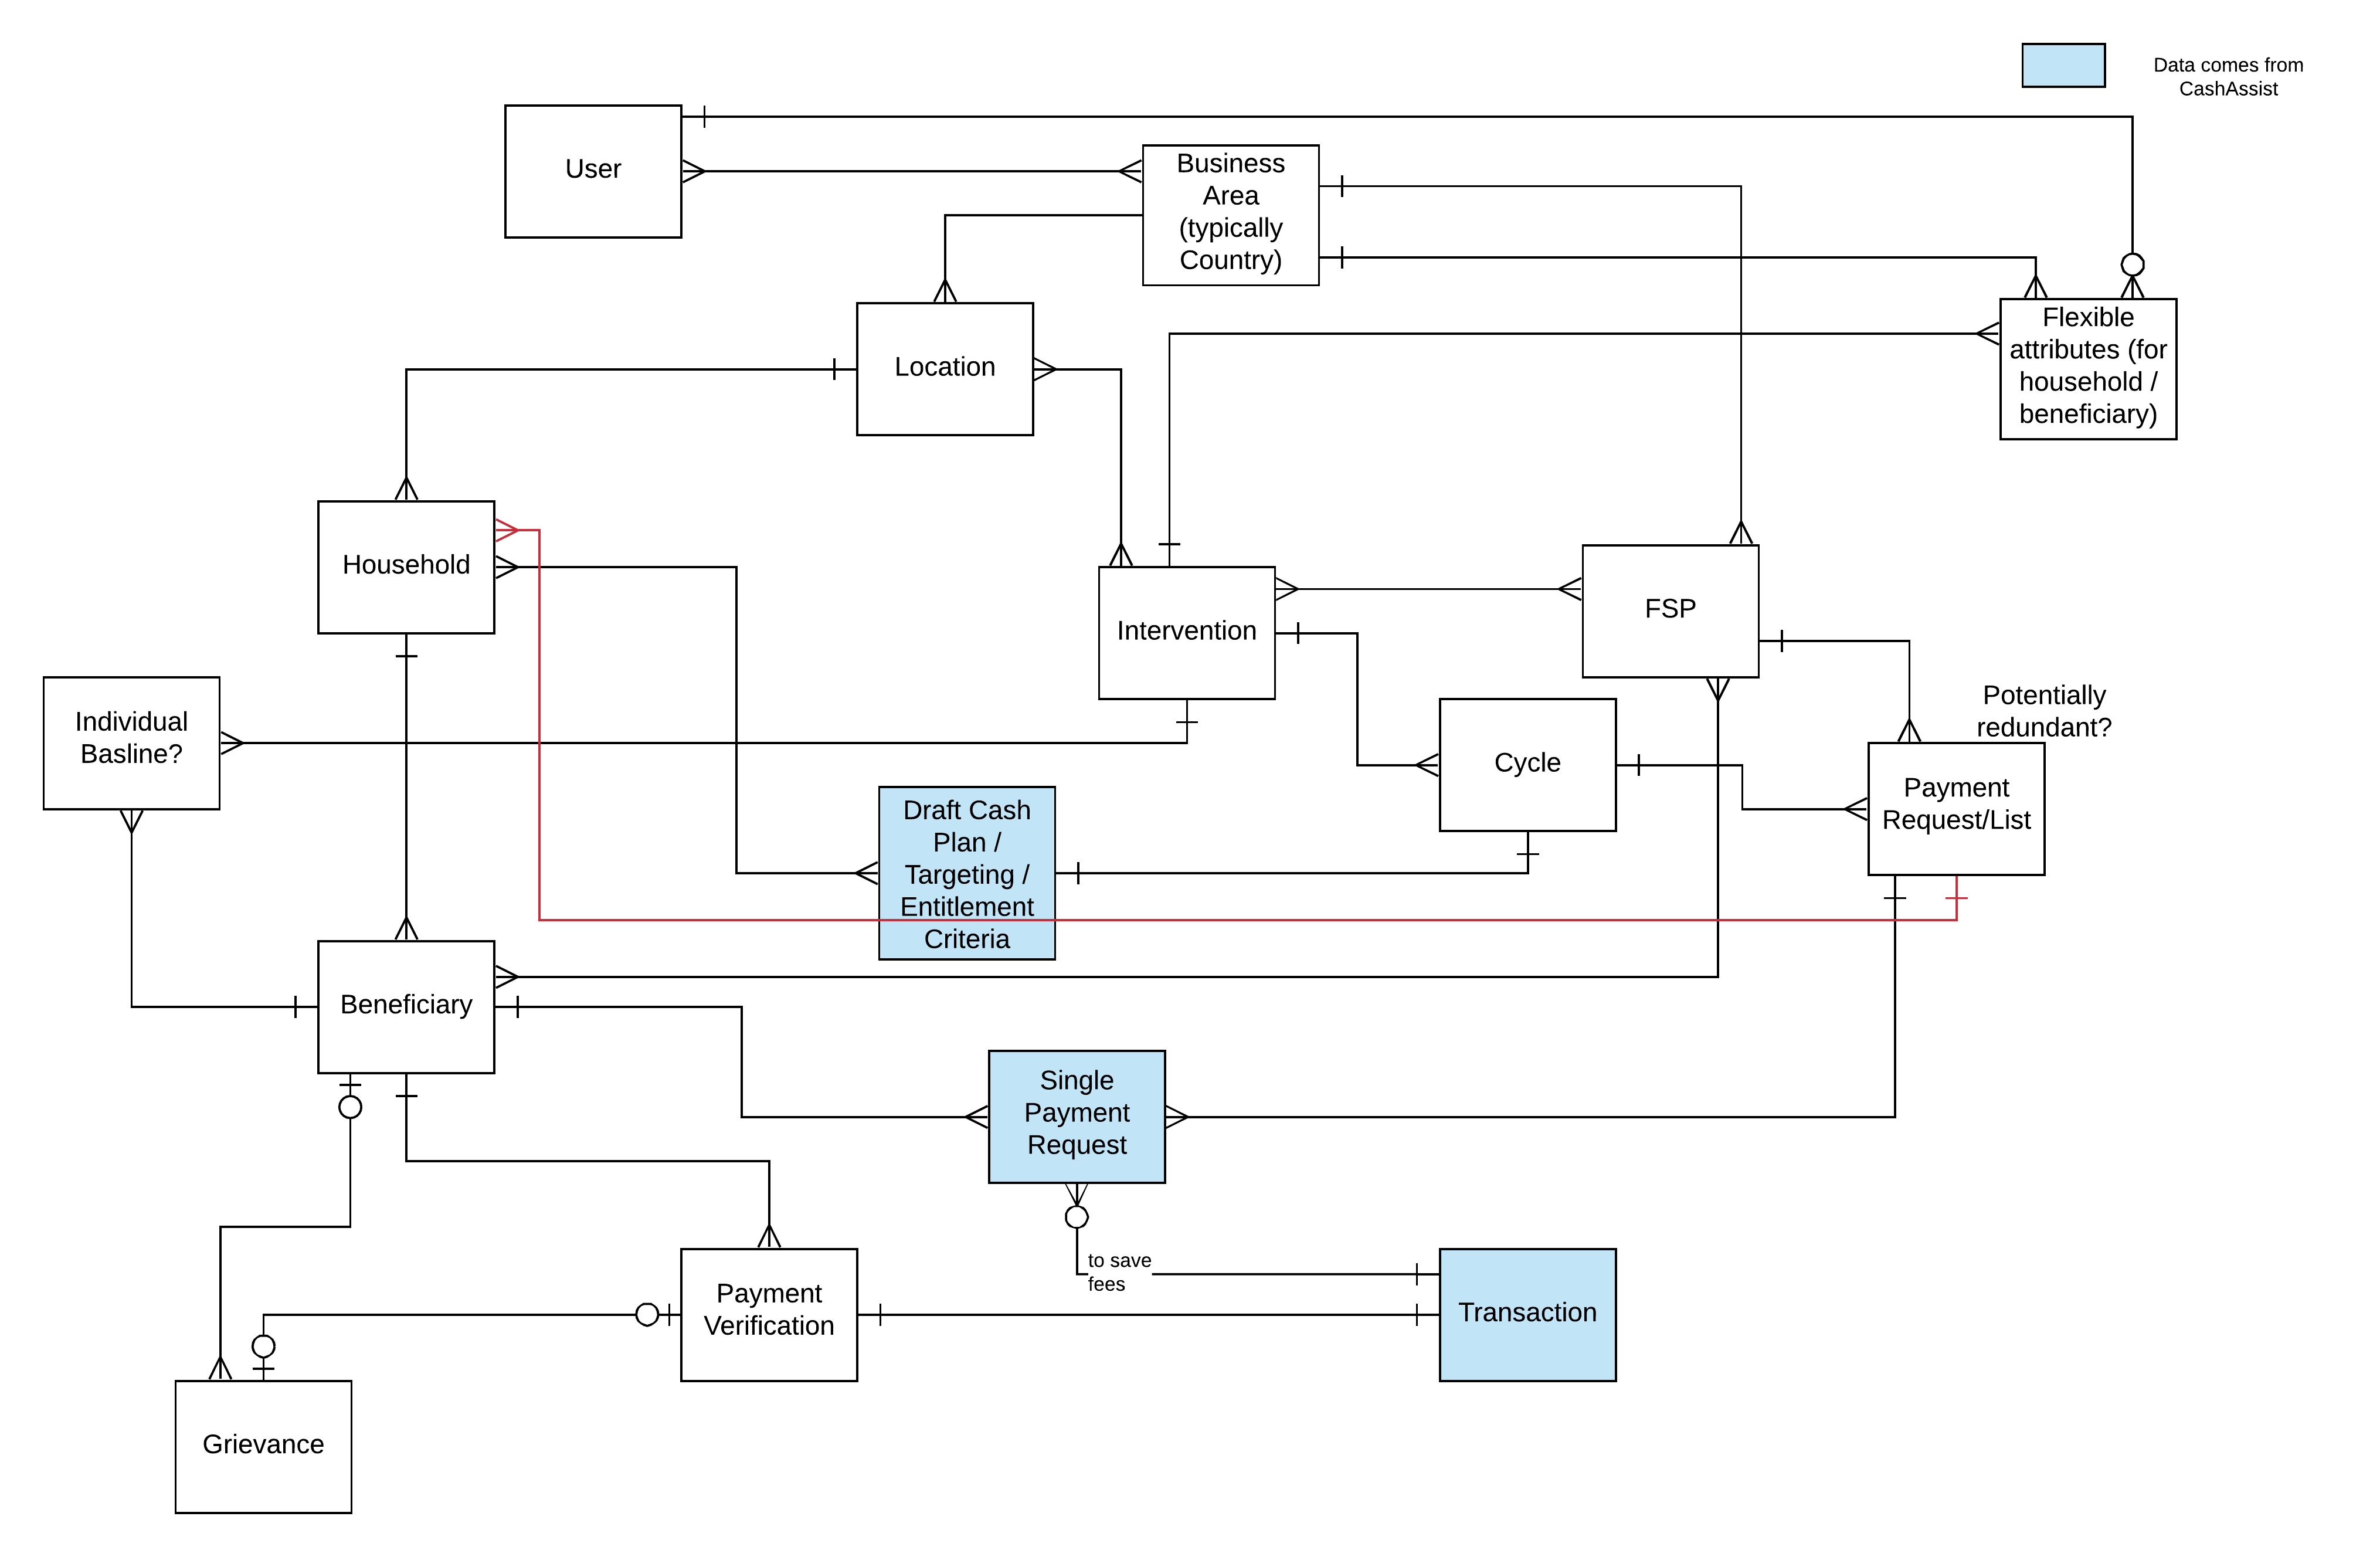 Data comes from
CashAssist
User
Business
Area
(typically
Country)
Location
Flexible
attributes (for
household /
beneficiary)
Household
Intervention
FSP
Individual
Basline?
Cycle
Potentially
redundant?
Payment
Request/List
Draft Cash
Plan /
Targeting /
Entitlement
Criteria
Beneficiary
Single
Payment
Request
to save
fees
Payment
Verification
Transaction
Grievance